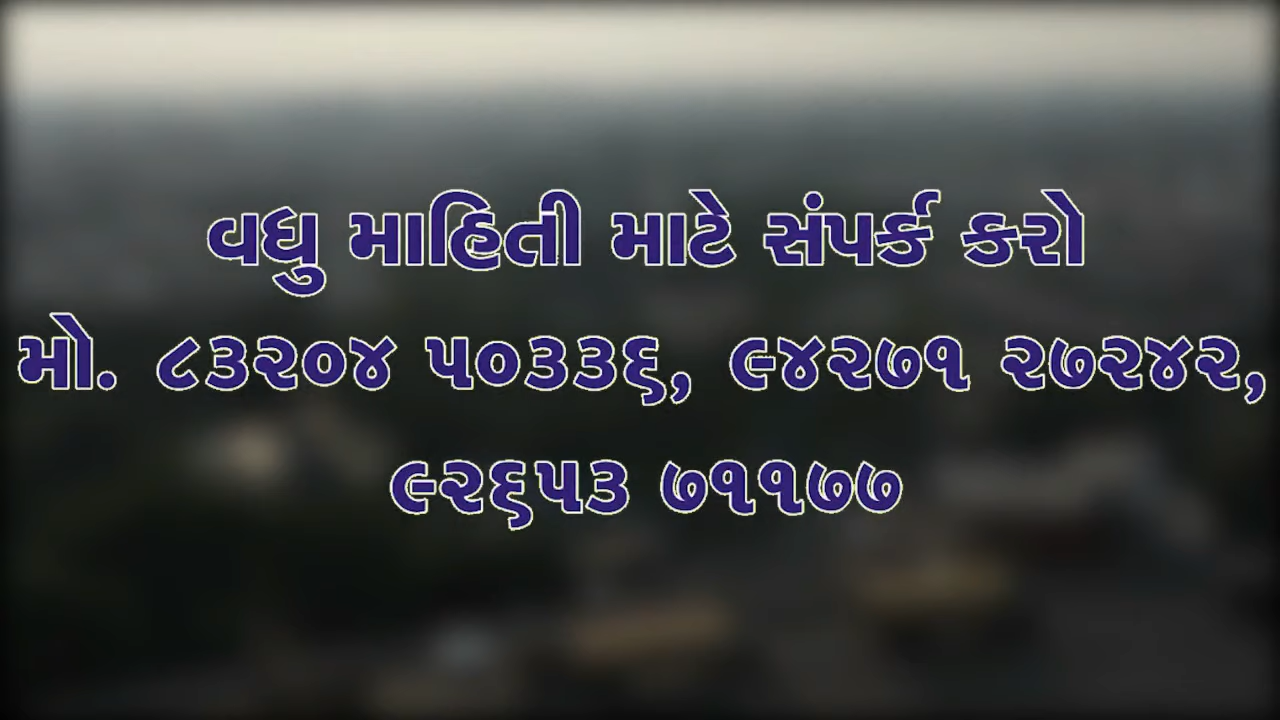 વધુ માહિતી માટે સંપર્ક કરો
મો. ૮૩૨૦૪ ૫૦૩૩૬, ૯૪૨૭૧ ૨૭૨૪૨,
૯૨૬૫૩ ૭૧૧૭૭